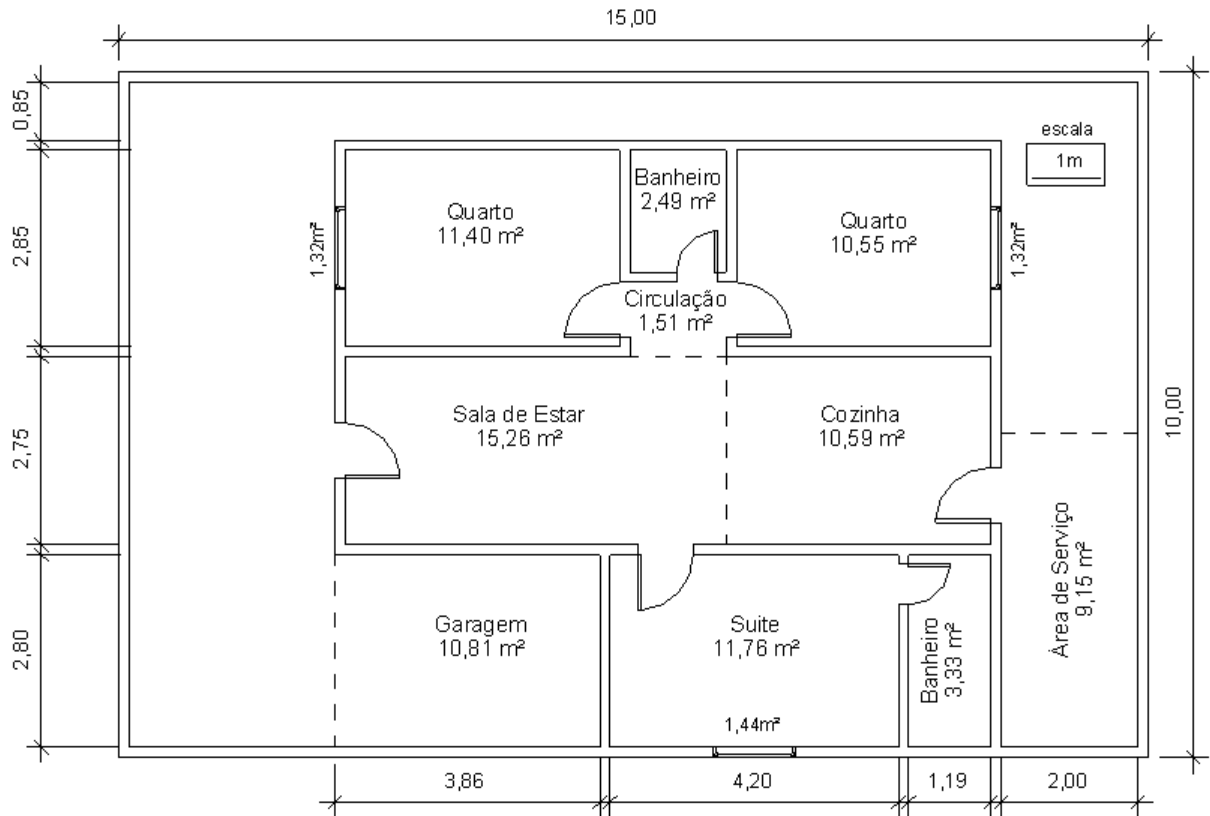 15,00
0,85
escala
1m
Banheiro
2,49 m²
Quarto
11,40 m²
Quarto
10,55 m²
2,85
1,32m²
1,32m²
Circulação
1,51 m²
10,00
Sala de Estar
15,26 m²
Cozinha
10,59 m²
2,75
Área de Serviço
9,15 m²
Garagem
10,81 m²
Suite
11,76 m²
Banheiro
3,33 m²
2,80
1,44m²
3,86
4,20
1,19
2,00